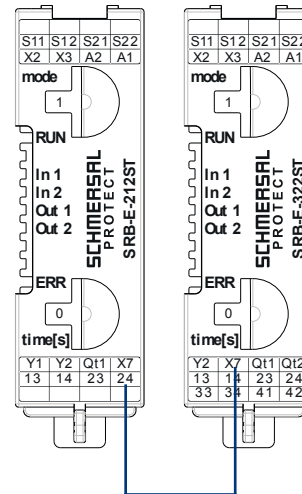 S11 S12 S21 S22
X2 X3 A2 A1
mode
1
RUN
In 1
In 2
Out 1
Out 2
SCHMERSAL
PROTECT
SRB-E-212ST
ERR
0
time[s]
Y1 Y2 Qt1 X7
13 14 23 24
S11 S12 S21 S22
X2 X3 A2 A1
mode
1
RUN
In 1
In 2
Out 1
Out 2
SCHMERSAL
PROTECT
SRB-E-322ST
ERR
0
time[s]
Y2 X7 Qt1 Qt2
13 14 23 24
33 34 41 42